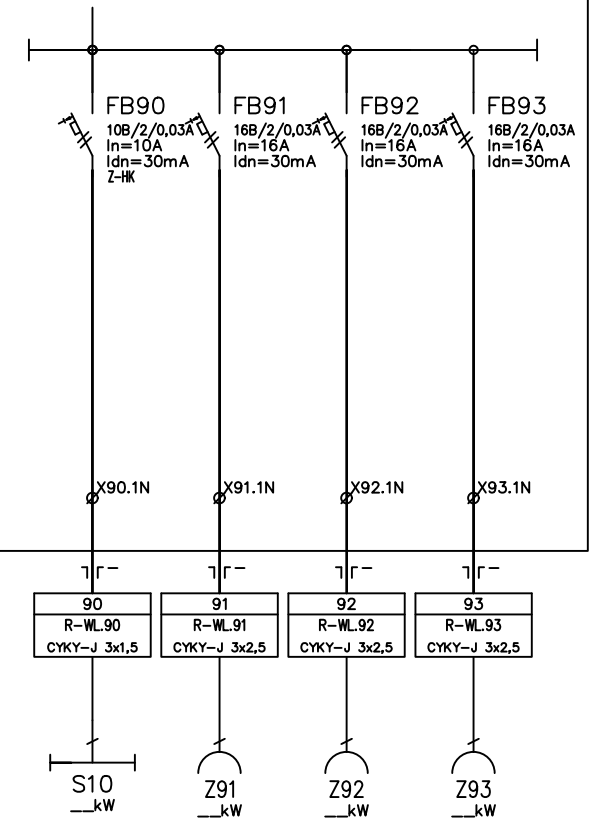 FB90
10B/2/0,03A
In=10A
Idn=30mA
Z-HK
FB91
16B/2/0,03A
In=16A
Idn=30mA
FB92
16B/2/0,03A
In=16A
Idn=30mA
FB93
16B/2/0,03A
In=16A
Idn=30mA
X90.1N
X91.1N
X92.1N
X93.1N
90
R-WL.90
CYKY-J 3x1,5
91
R-WL.91
CYKY-J 3x2,5
92
R-WL.92
CYKY-J 3x2,5
93
R-WL.93
CYKY-J 3x2,5
S10
__kW
Z91
__kW
Z92
__kW
Z93
__kW